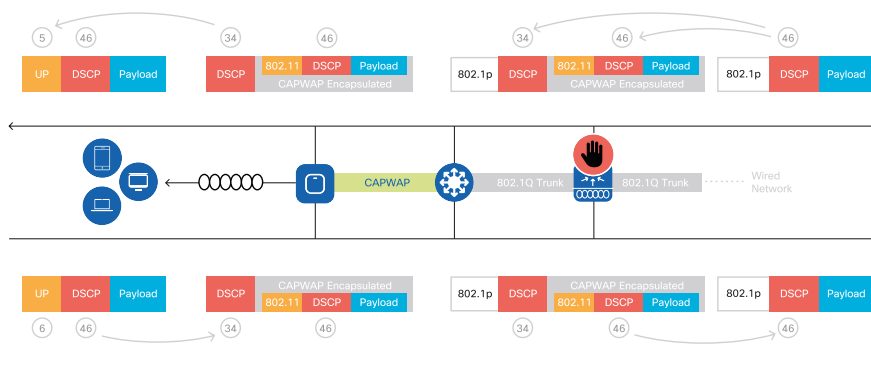 5 46 34 46 34 46 46
UP DSCP Payload DSCP 802.11 DSCP Payload 802.1p DSCP 802.11 DSCP Payload 802.1p DSCP Payload
CAPWAP Encapsulated CAPWAP Encapsulated
CAPWAP 802.1Q Trunk 802.1Q Trunk Wired
Network
CAPWAP Encapsulated CAPWAP Encapsulated
UP DSCP Payload DSCP 802.11 DSCP Payload 802.1p DSCP 802.11 DSCP Payload 802.1p DSCP Payload
6 46 34 46 34 46 46